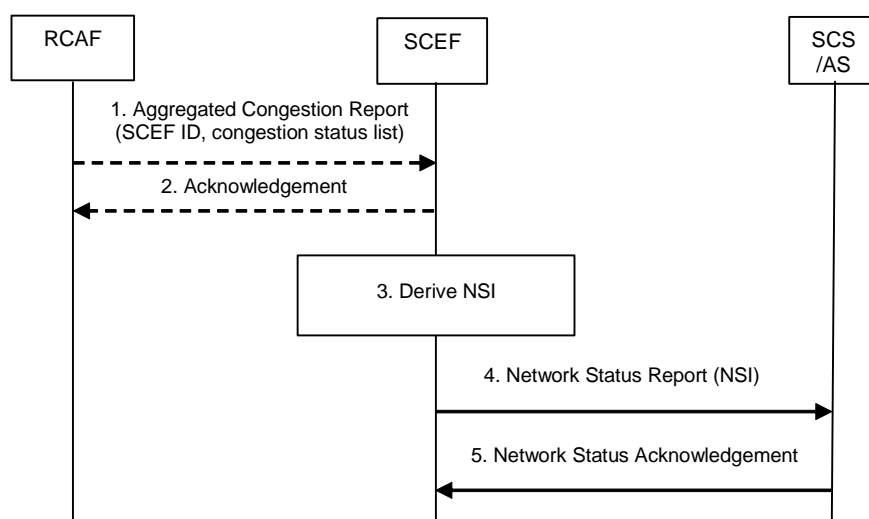 RCAF
SCEF
SCS
/AS
1. Aggregated Congestion Report
(SCEF ID, congestion status list)
2. Acknowledgement
3. Derive NSI
4. Network Status Report (NSI)
5. Network Status Acknowledgement